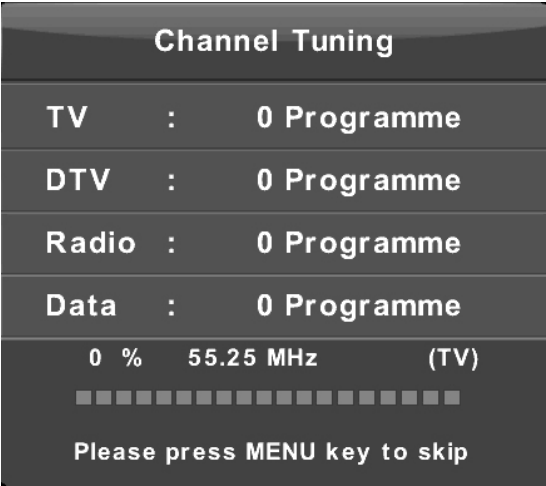 Channel Tuning
TV : 0 Programme
DTV : 0 Programme
Radio : 0 Programme
Data : 0 Programme
0 % 55.25 MHz (TV)
Please press MENU key to skip